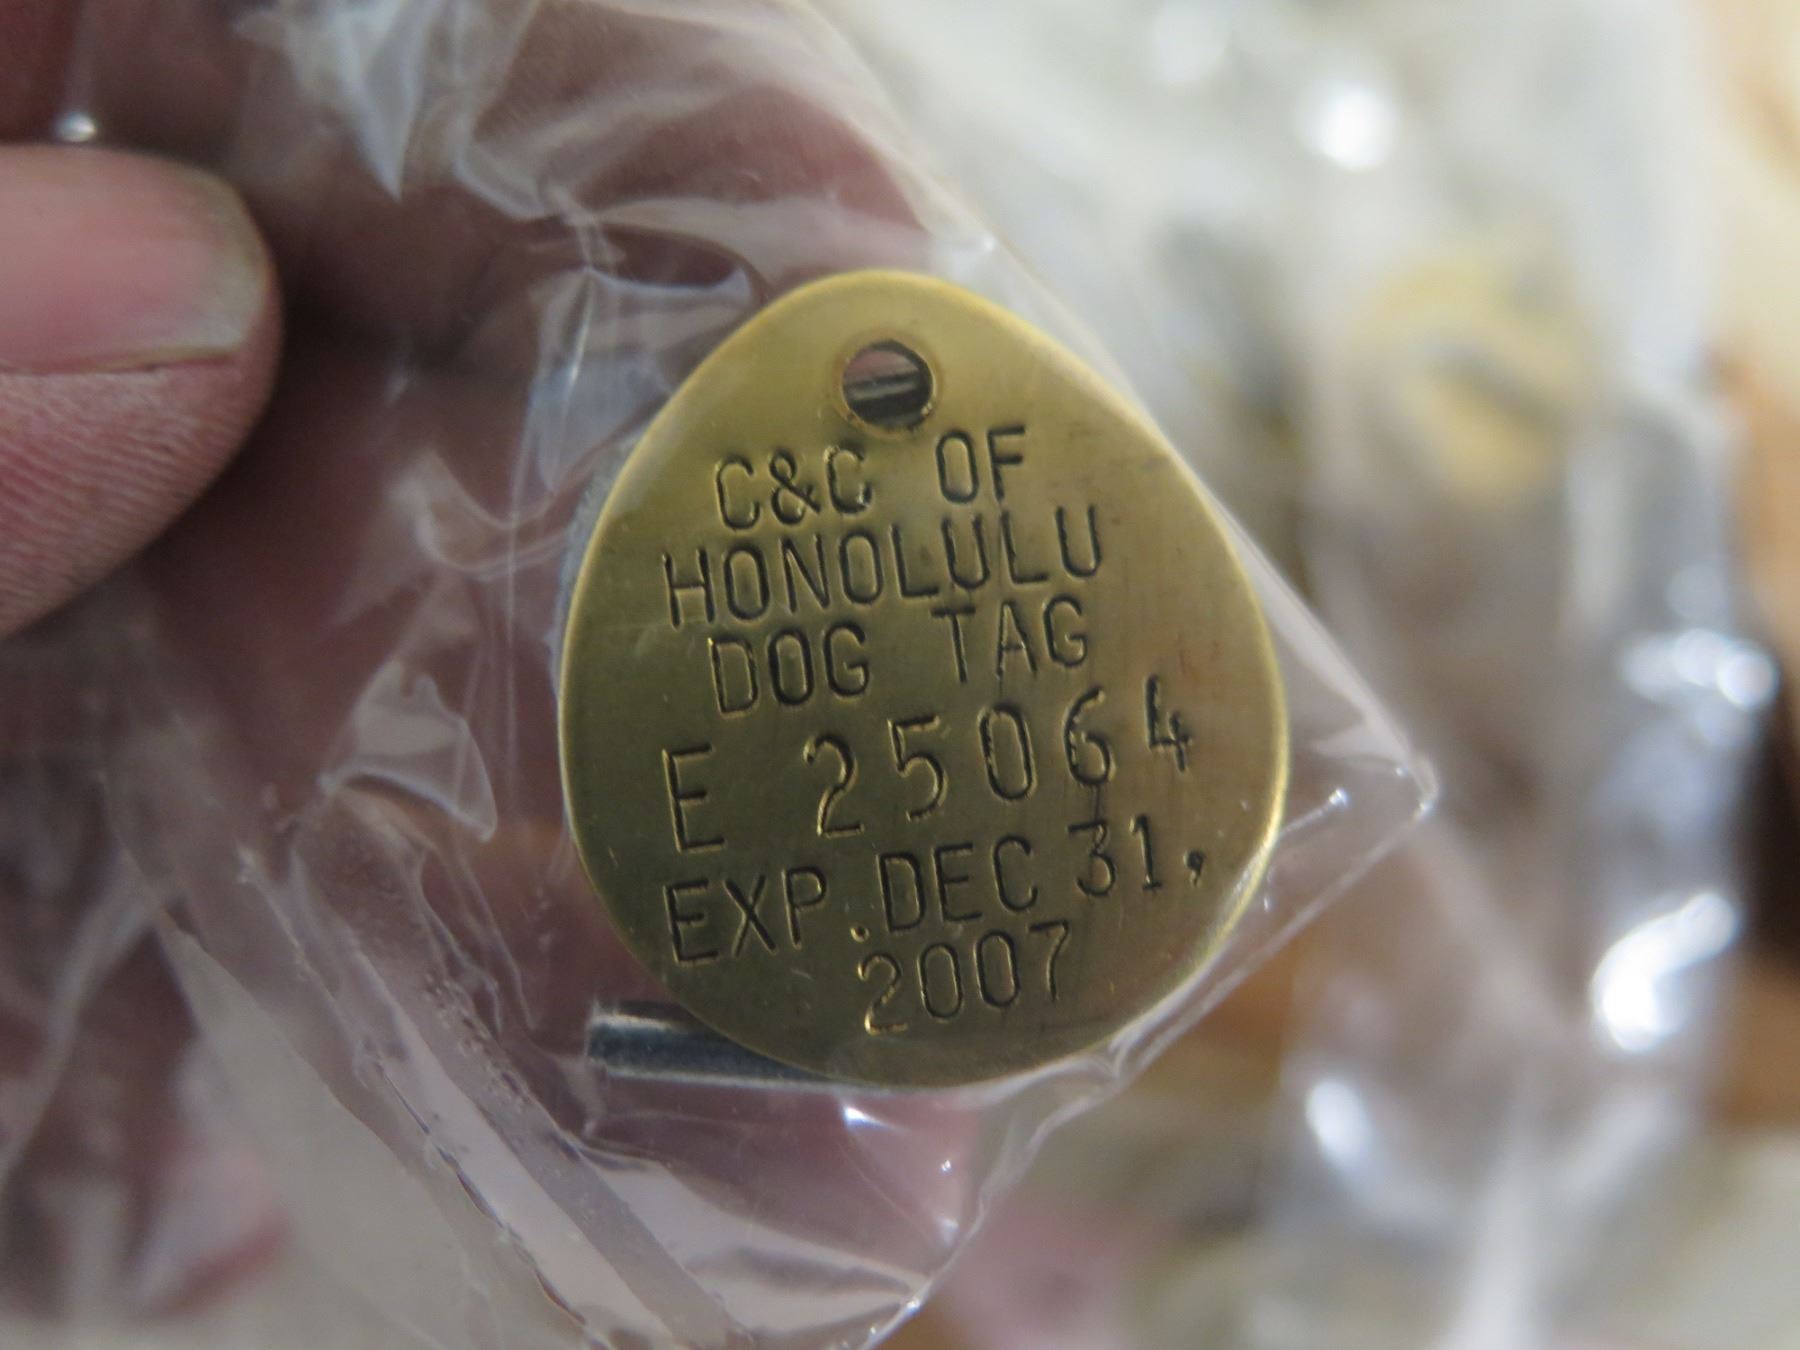 C&C OF
HONOLULU
DOG TAG
E 25064
EXP.DEC 31,
2007